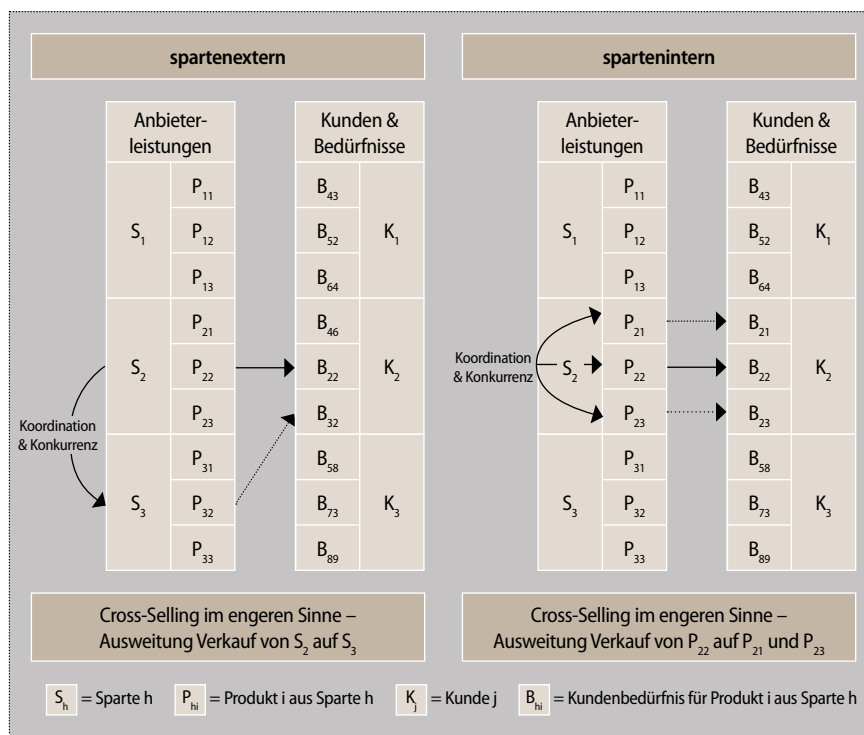 spartenextern
Anbieter-
leistungen
Kunden &
Bedürfnisse
S₁
P₁₁
P₁₂
P₁₃
B₄₃
B₅₂
B₆₄
K₁
S₂
P₂₁
P₂₂
P₂₃
B₄₆
B₂₂
B₃₂
K₂
Koordination
& Konkurrenz
S₃
P₃₁
P₃₂
P₃₃
B₅₈
B₇₃
B₈₉
K₃
Cross-Selling im engeren Sinne –
Ausweitung Verkauf von S₂ auf S₃
spartenintern
Anbieter-
leistungen
Kunden &
Bedürfnisse
S₁
P₁₁
P₁₂
P₁₃
B₄₃
B₅₂
B₆₄
K₁
Koordination
& Konkurrenz
S₂
P₂₁
P₂₂
P₂₃
B₂₁
B₂₂
B₂₃
K₂
S₃
P₃₁
P₃₂
P₃₃
B₅₈
B₇₃
B₈₉
K₃
Cross-Selling im engeren Sinne –
Ausweitung Verkauf von P₂₂ auf P₂₁ und P₂₃
Sₕ = Sparte h
Pₕᵢ = Produkt i aus Sparte h
Kⱼ = Kunde j
Bₕᵢ = Kundenbedürfnis für Produkt i aus Sparte h